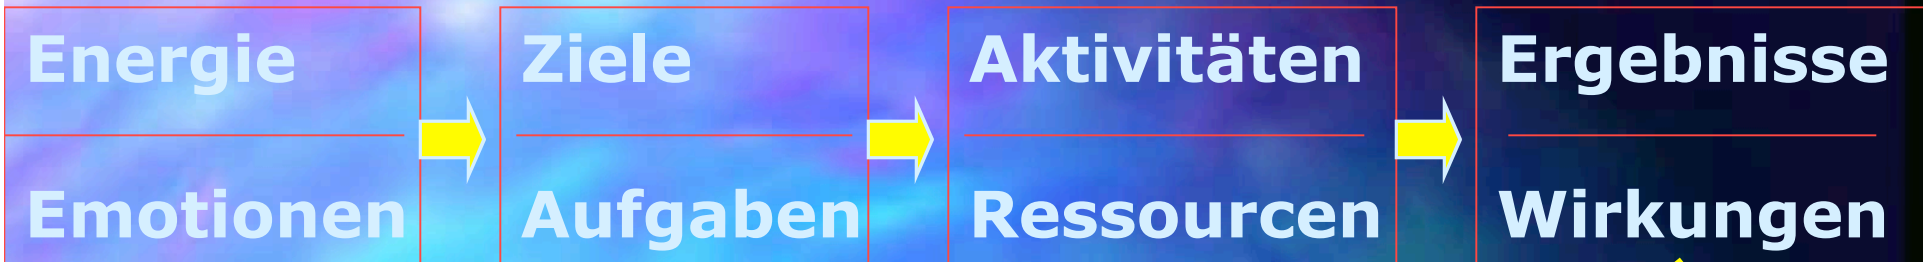 Energie
Emotionen
Ziele
Aufgaben
Aktivitäten
Ressourcen
Ergebnisse
Wirkungen